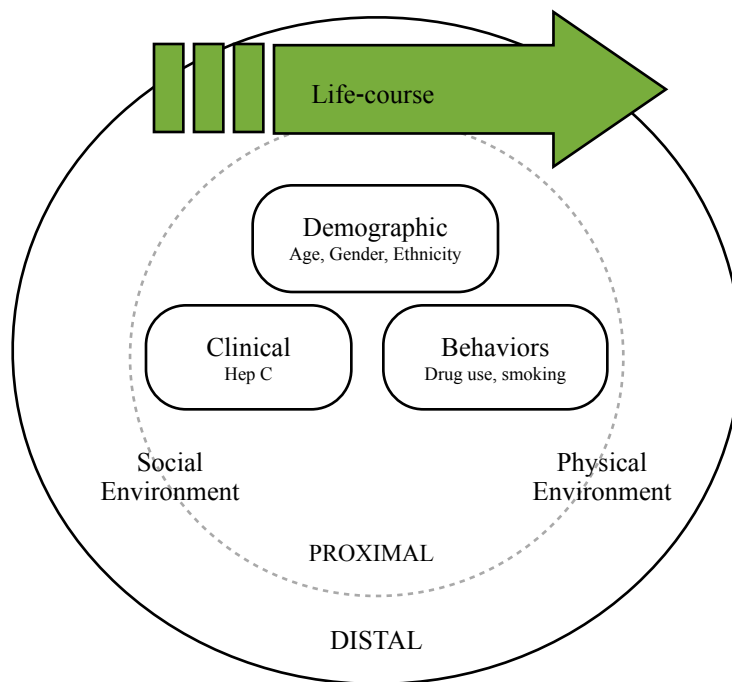 Life-course
Demographic
Age, Gender, Ethnicity
Clinical
Hep C
Behaviors
Drug use, smoking
Social
Environment
Physical
Environment
PROXIMAL
DISTAL